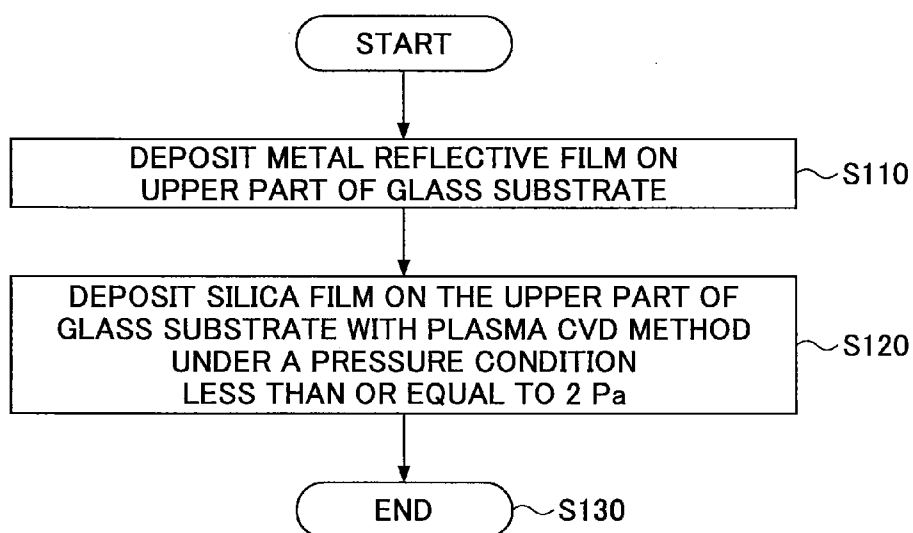 START
DEPOSIT METAL REFLECTIVE FILM ON
UPPER PART OF GLASS SUBSTRATE
S110
DEPOSIT SILICA FILM ON THE UPPER PART OF
GLASS SUBSTRATE WITH PLASMA CVD METHOD
UNDER A PRESSURE CONDITION
LESS THAN OR EQUAL TO 2 Pa
S120
END
S130